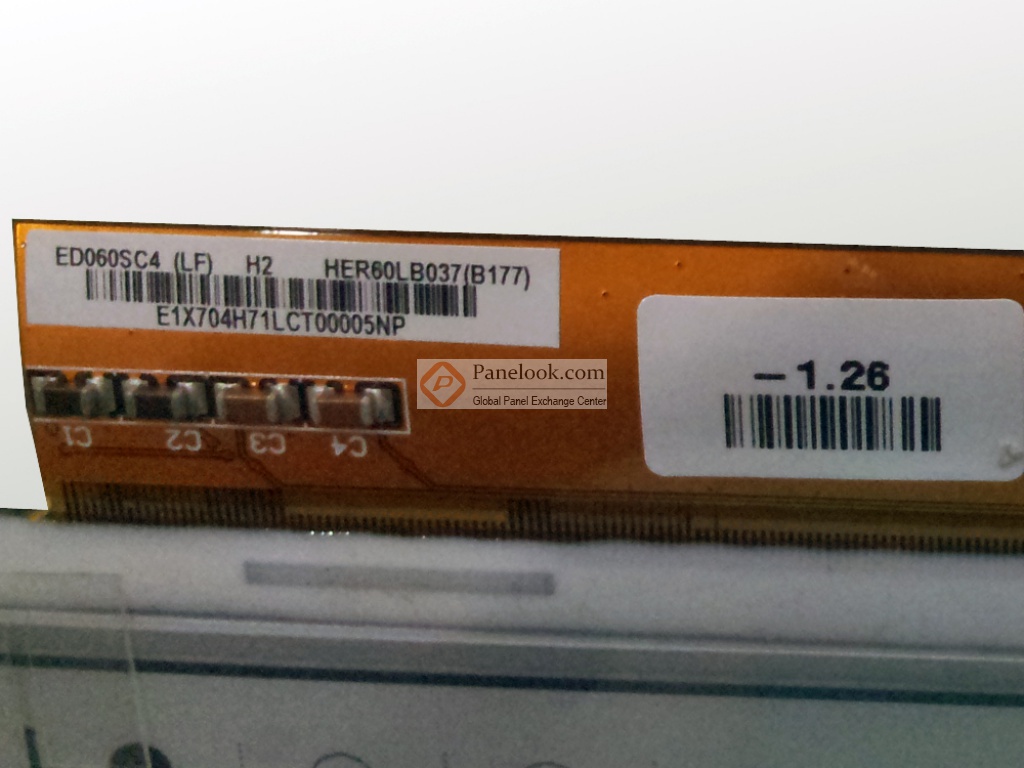 ED060SC4 (LF) H2 HER60LB037(B177)
E1X704H71LCT00005NP
Panelook.com
Global Panel Exchange Center
-1.26
C1 C2 C3 C4